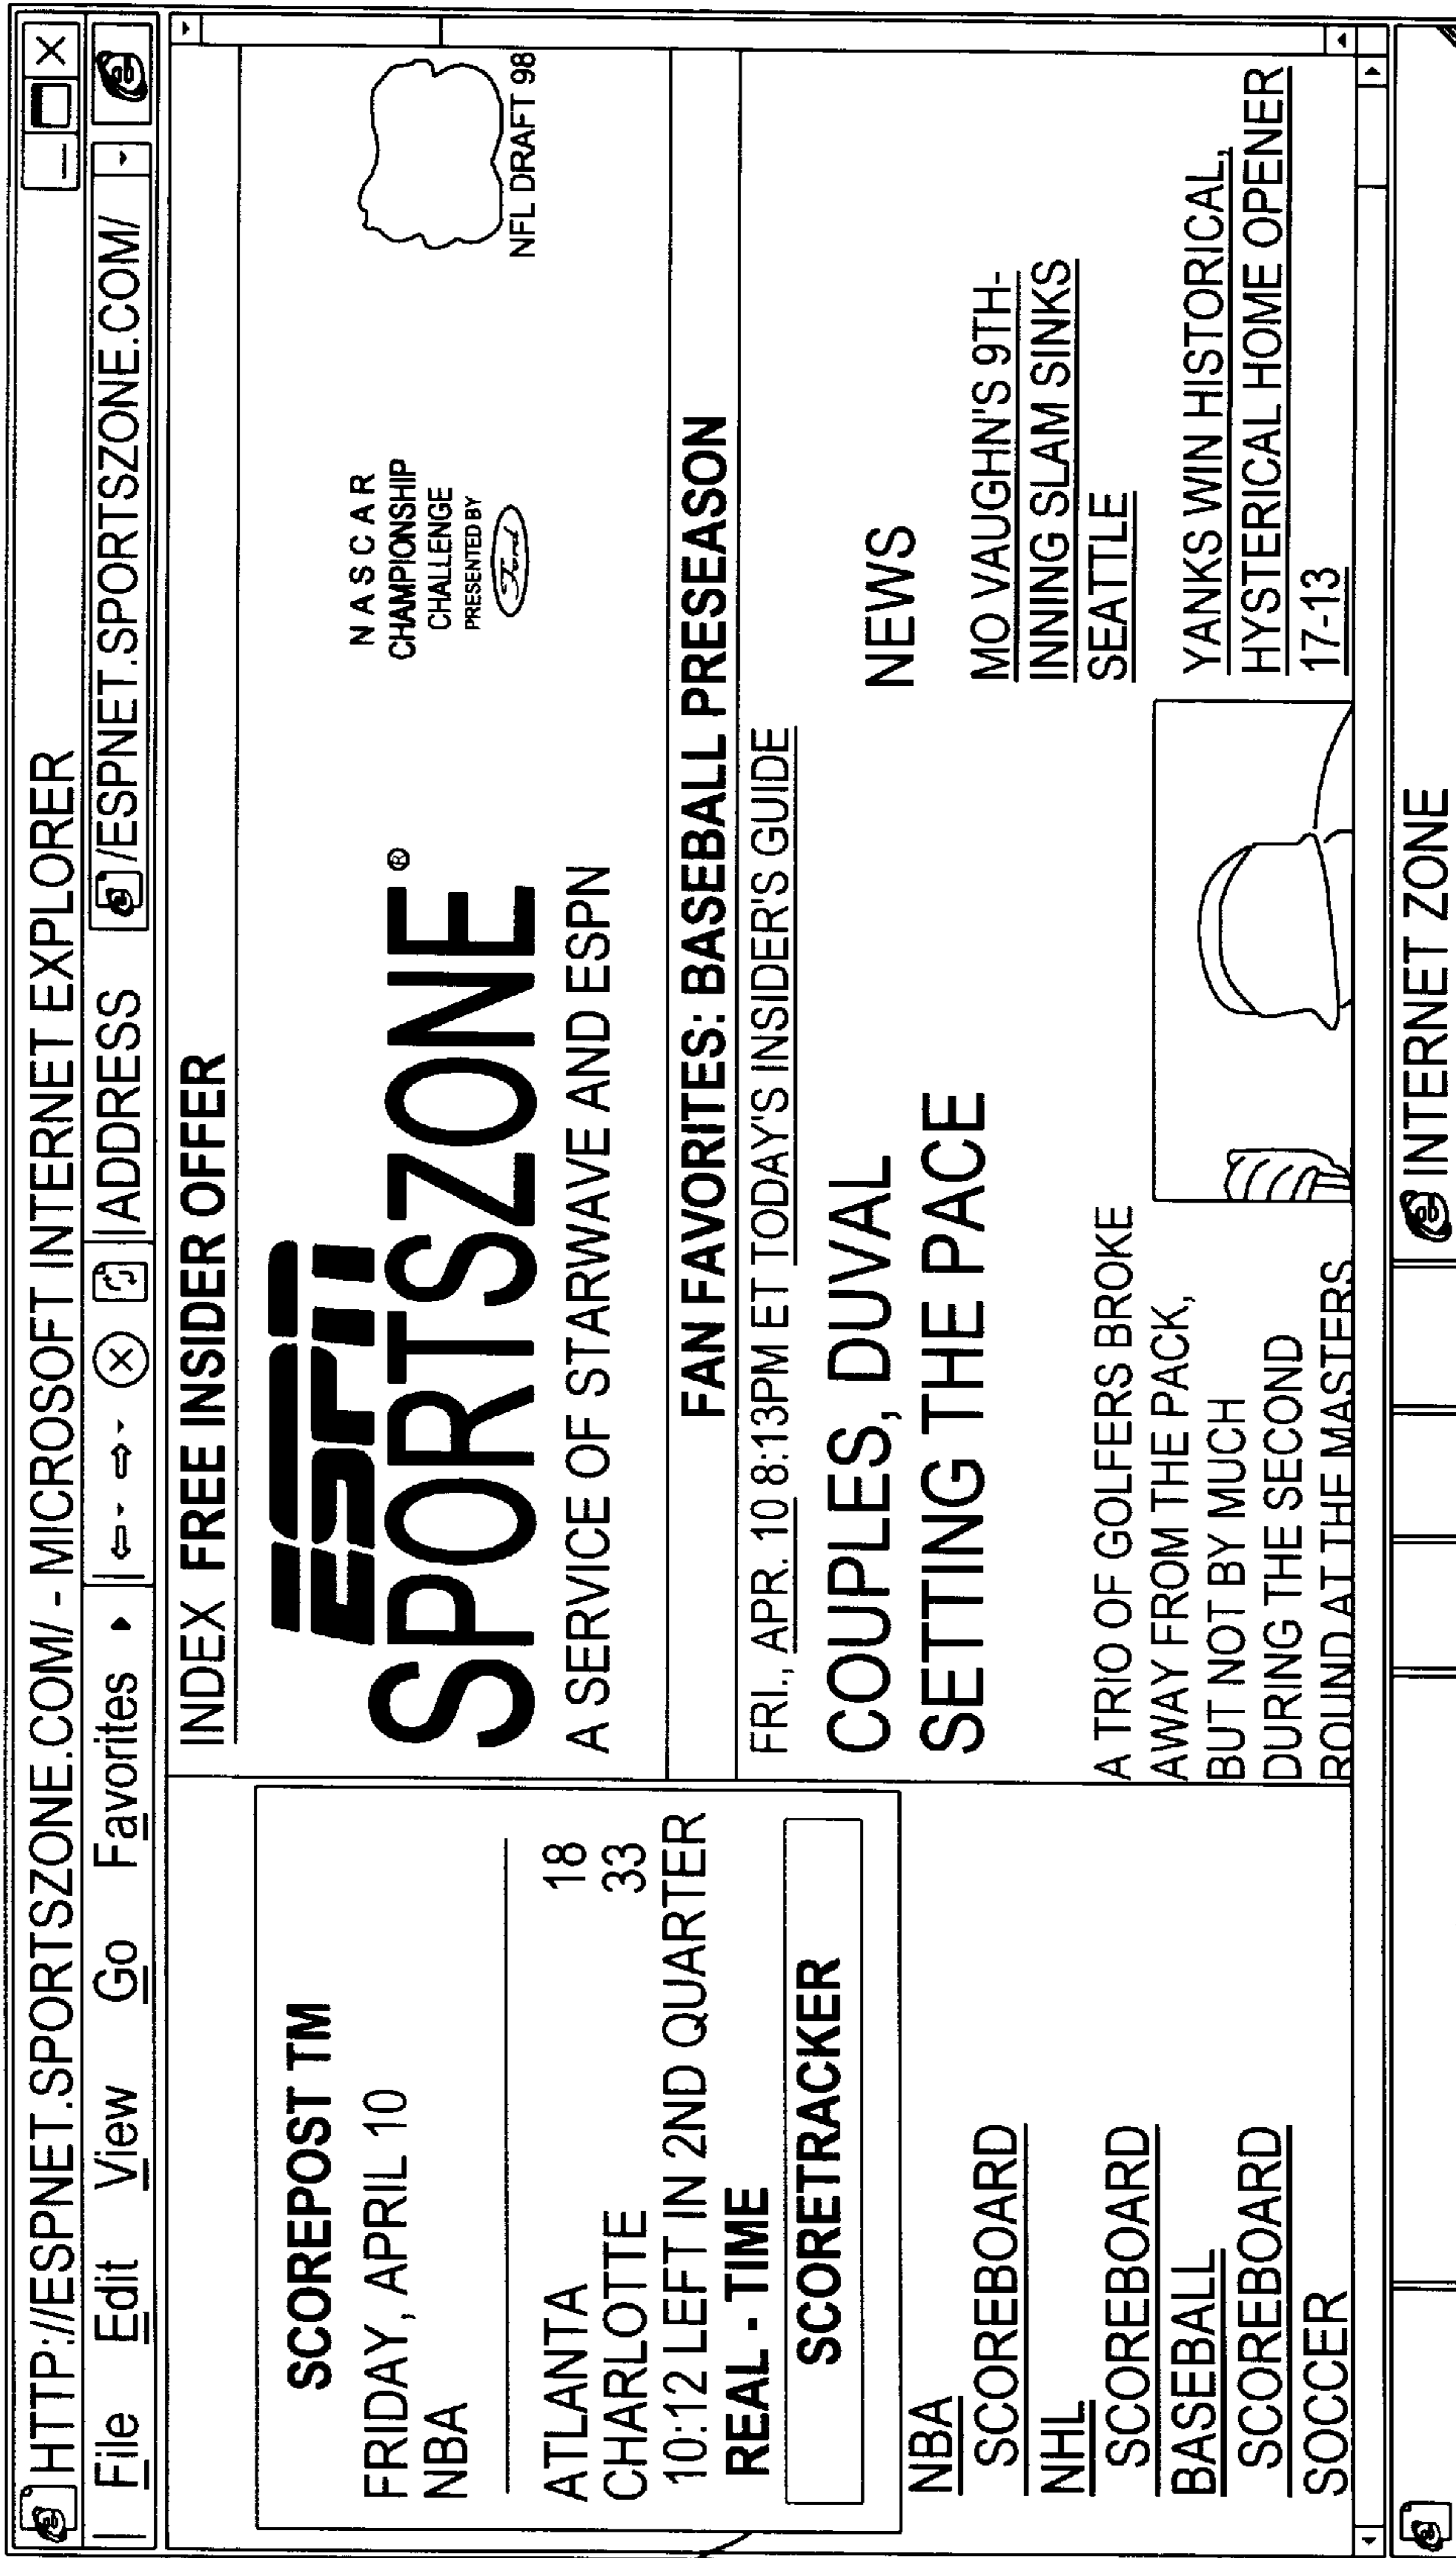 HTTP://ESPNET.SPORTSZONE.COM/ - MICROSOFT INTERNET EXPLORER
File Edit View Go Favorites ADDRESS /ESPNET.SPORTSZONE.COM/
SCOREPOST TM
FRIDAY, APRIL 10
NBA
ATLANTA 18
CHARLOTTE 33
10:12 LEFT IN 2ND QUARTER
REAL - TIME
SCORETRACKER
NBA
SCOREBOARD
NHL
SCOREBOARD
BASEBALL
SCOREBOARD
SOCCER
INDEX FREE INSIDER OFFER
ESPN
SPORTSZONE®
A SERVICE OF STARWAVE AND ESPN
NASCAR
CHAMPIONSHIP
CHALLENGE
PRESENTED BY
Ford
NFL DRAFT 98
FAN FAVORITES: BASEBALL PRESEASON
FRI., APR. 10 8:13PM ET TODAY'S INSIDER'S GUIDE
COUPLES, DUVAL
SETTING THE PACE
A TRIO OF GOLFERS BROKE
AWAY FROM THE PACK,
BUT NOT BY MUCH
DURING THE SECOND
ROUND AT THE MASTERS
NEWS
MO VAUGHN'S 9TH-
INNING SLAM SINKS
SEATTLE
YANKS WIN HISTORICAL,
HYSTERICAL HOME OPENER
17-13
INTERNET ZONE